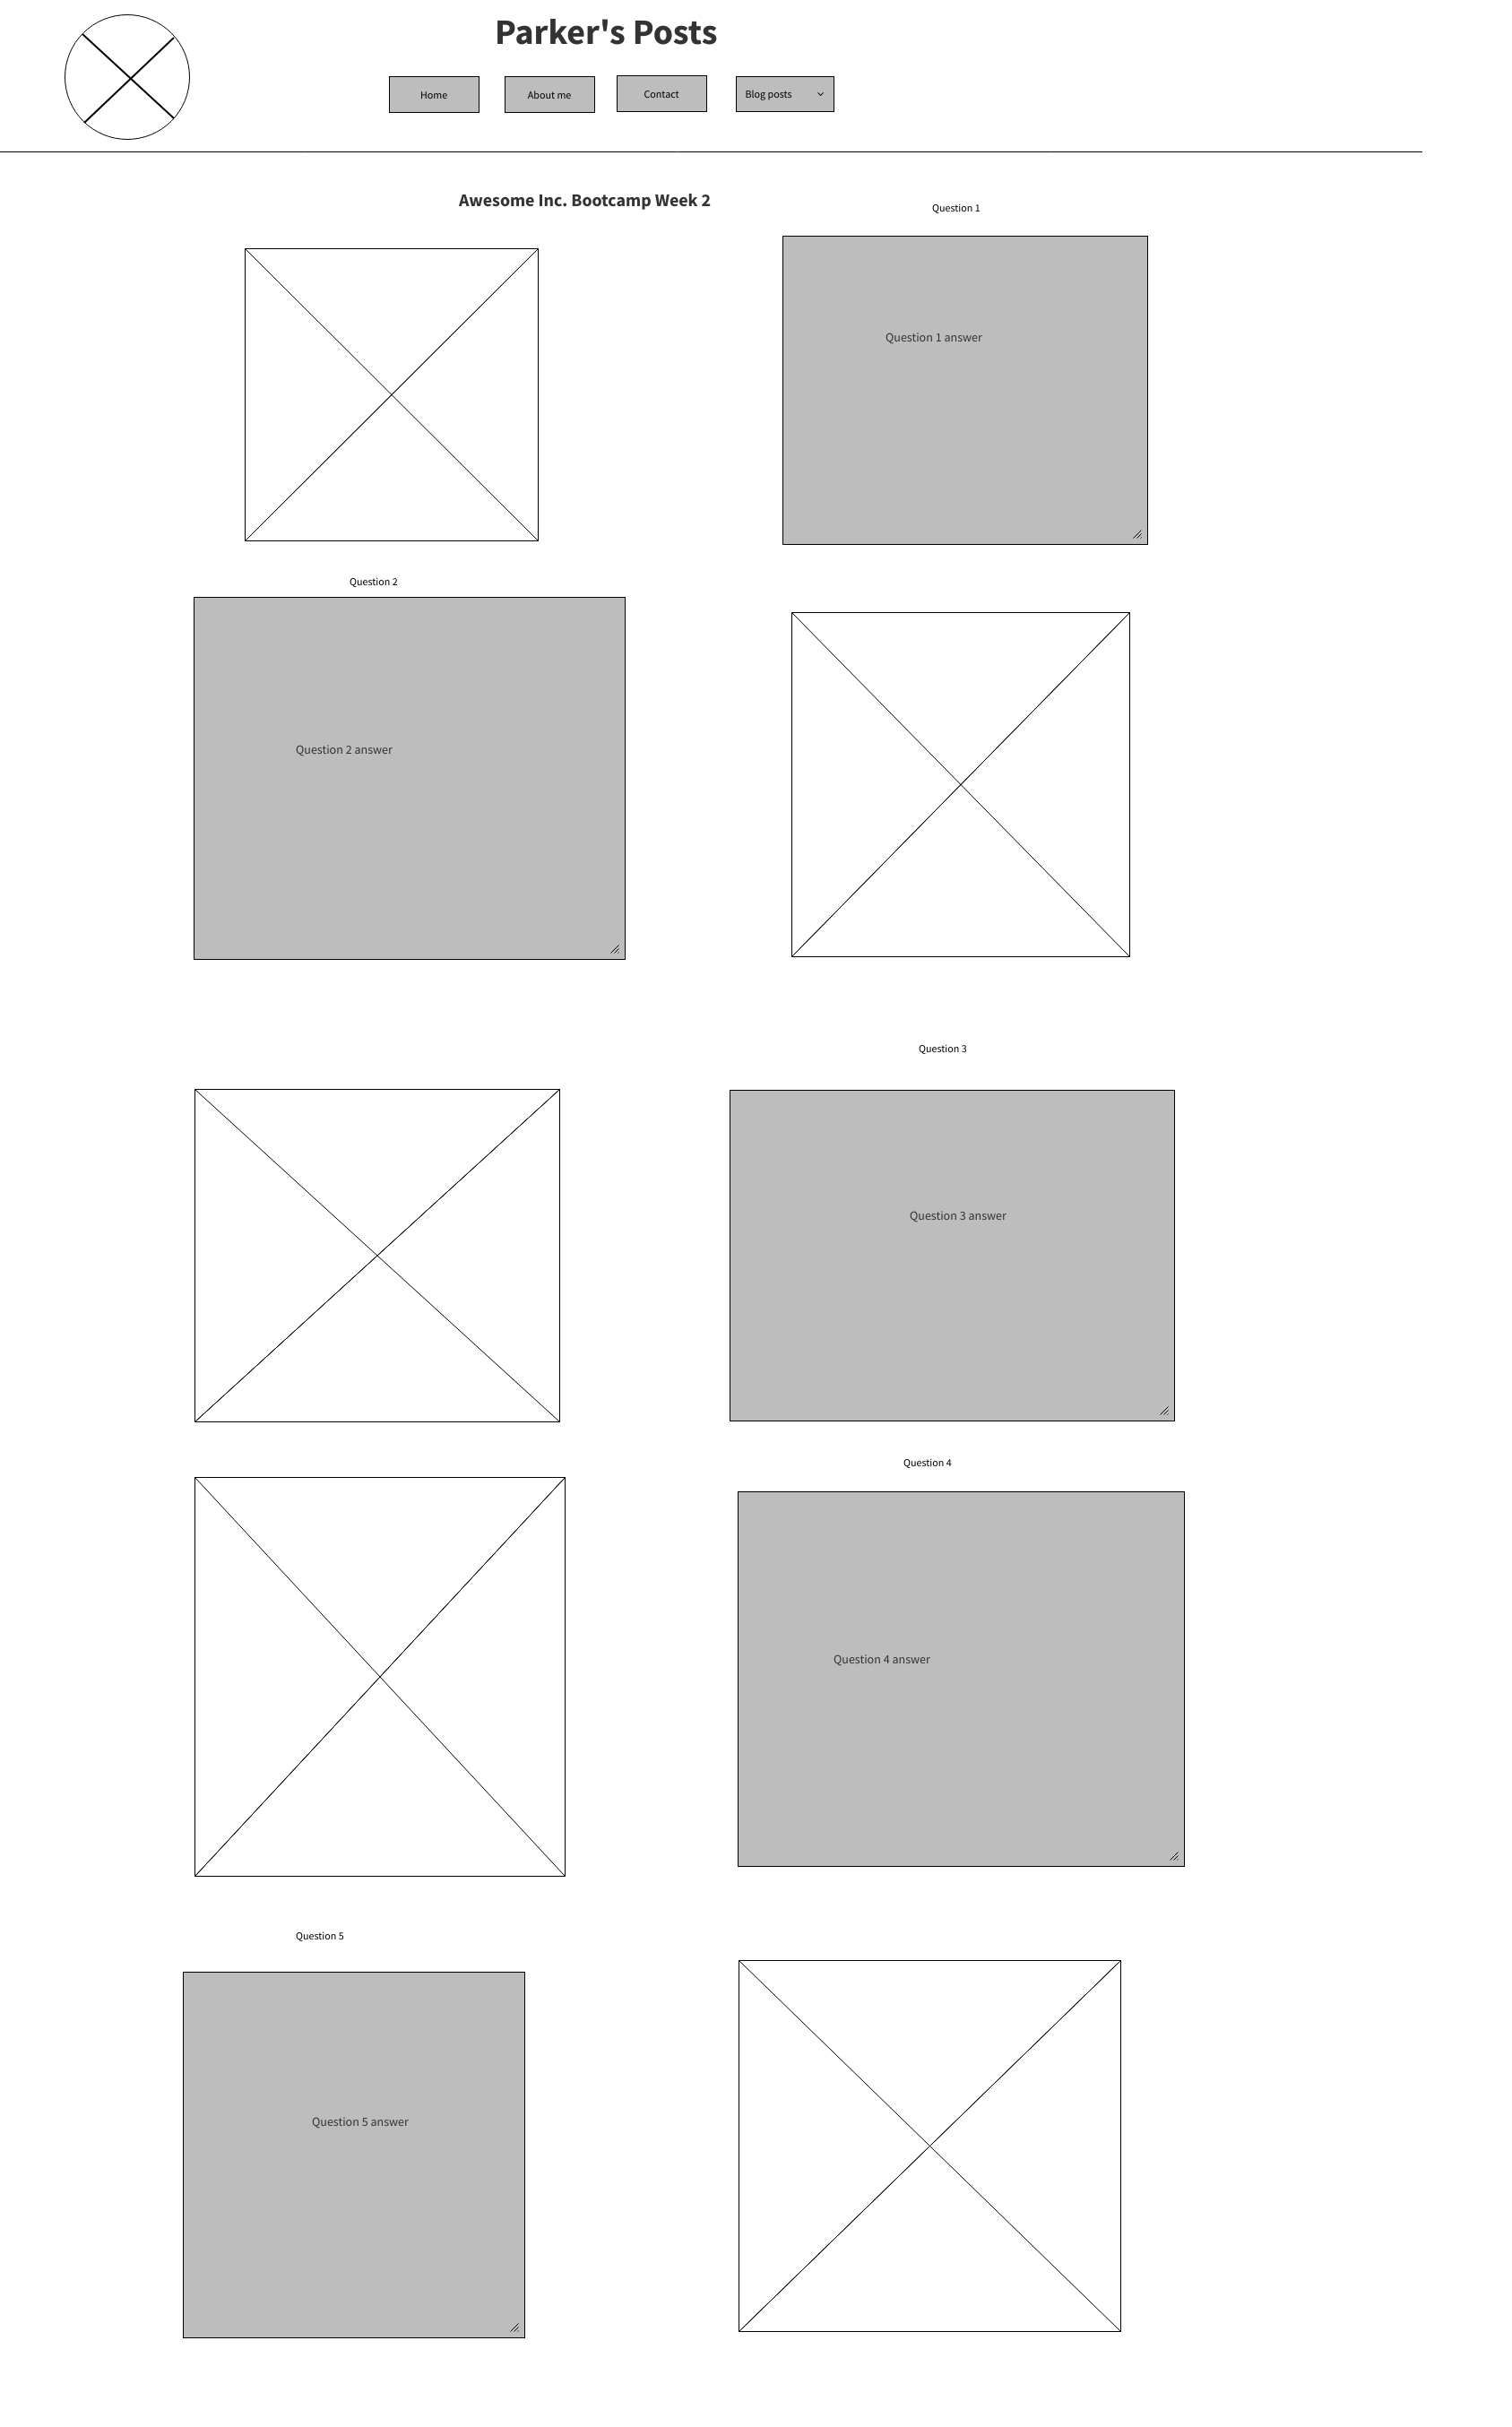 Parker's Posts
Home
About me
Contact
Blog posts
Awesome Inc. Bootcamp Week 2
Question 1
Question 1 answer
Question 2
Question 2 answer
Question 3
Question 3 answer
Question 4
Question 4 answer
Question 5
Question 5 answer